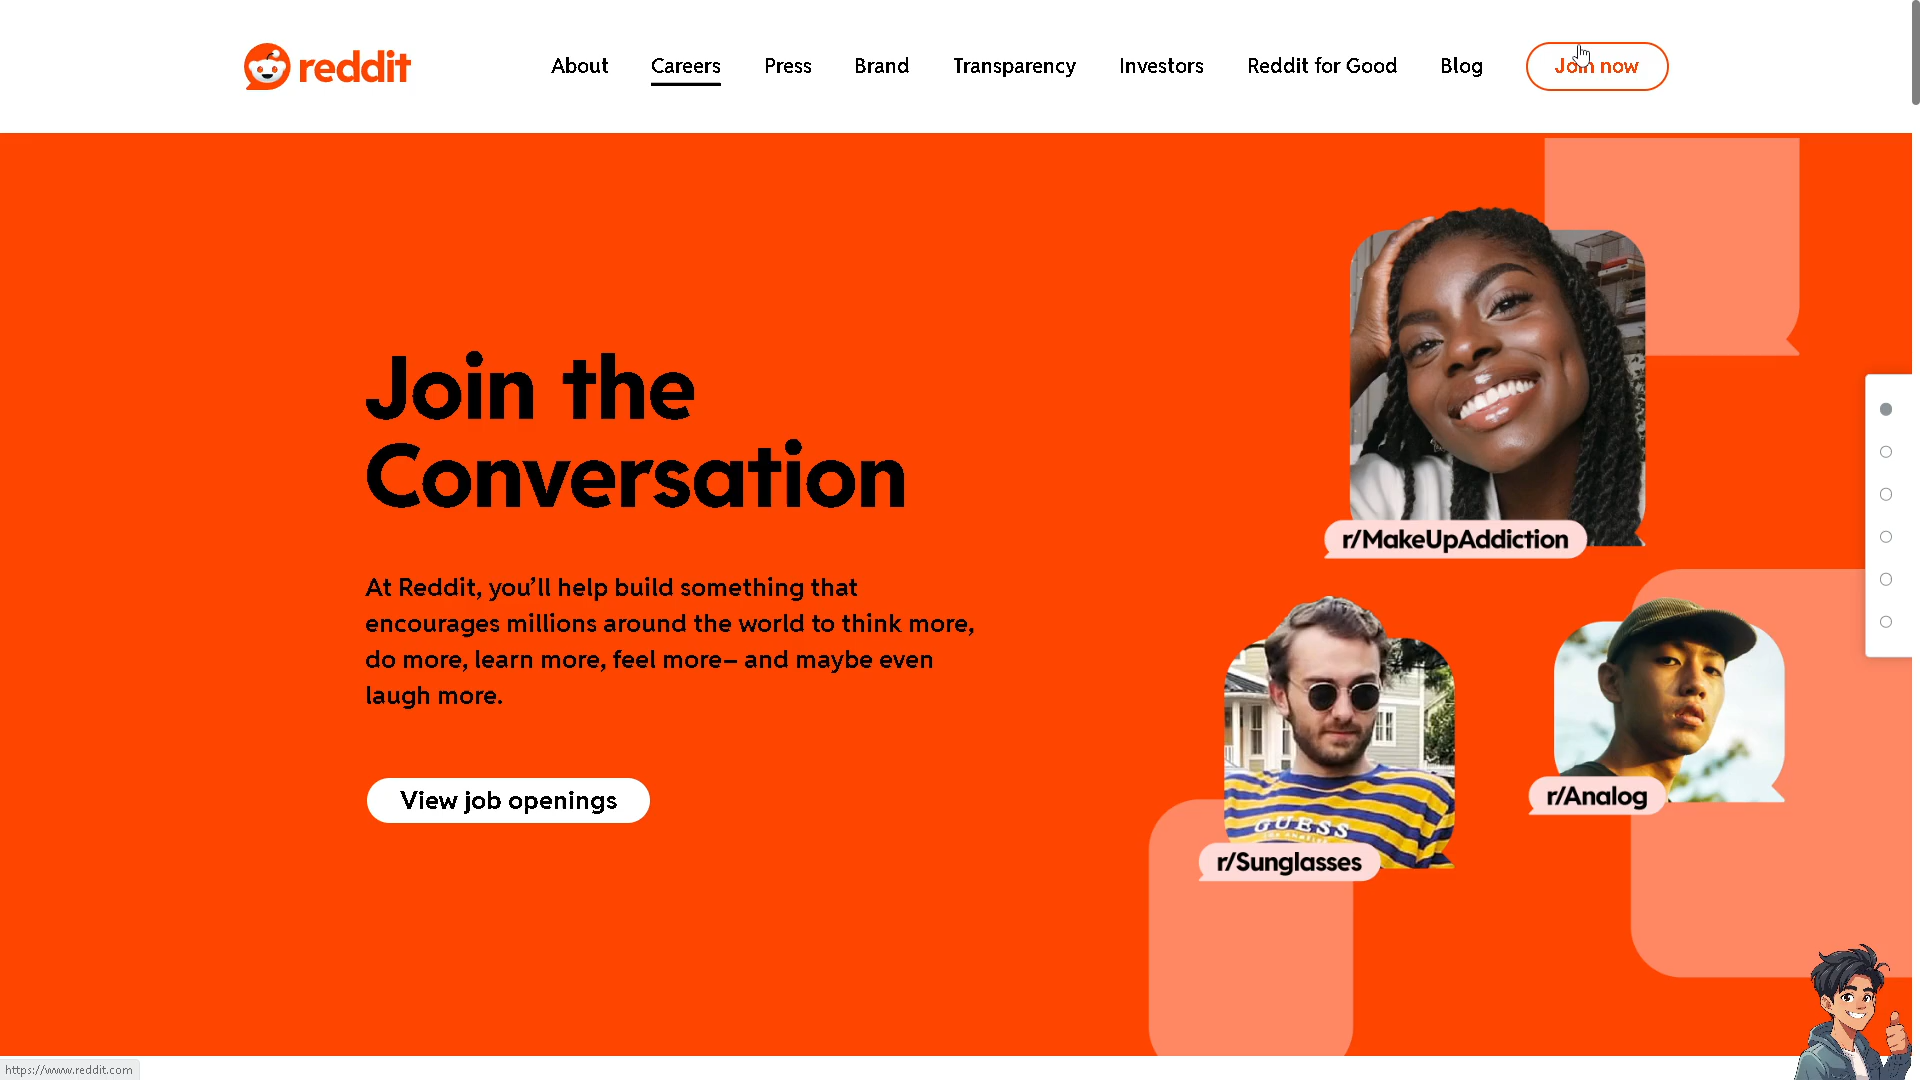 reddit
About Careers Press Brand Transparency Investors Reddit for Good Blog Join now
Join the
Conversation
At Reddit, you’ll help build something that
encourages millions around the world to think more,
do more, learn more, feel more– and maybe even
laugh more.
View job openings
r/MakeUpAddiction
r/Analog
GUESS
LOS ANGELES
r/Sunglasses
https://www.reddit.com